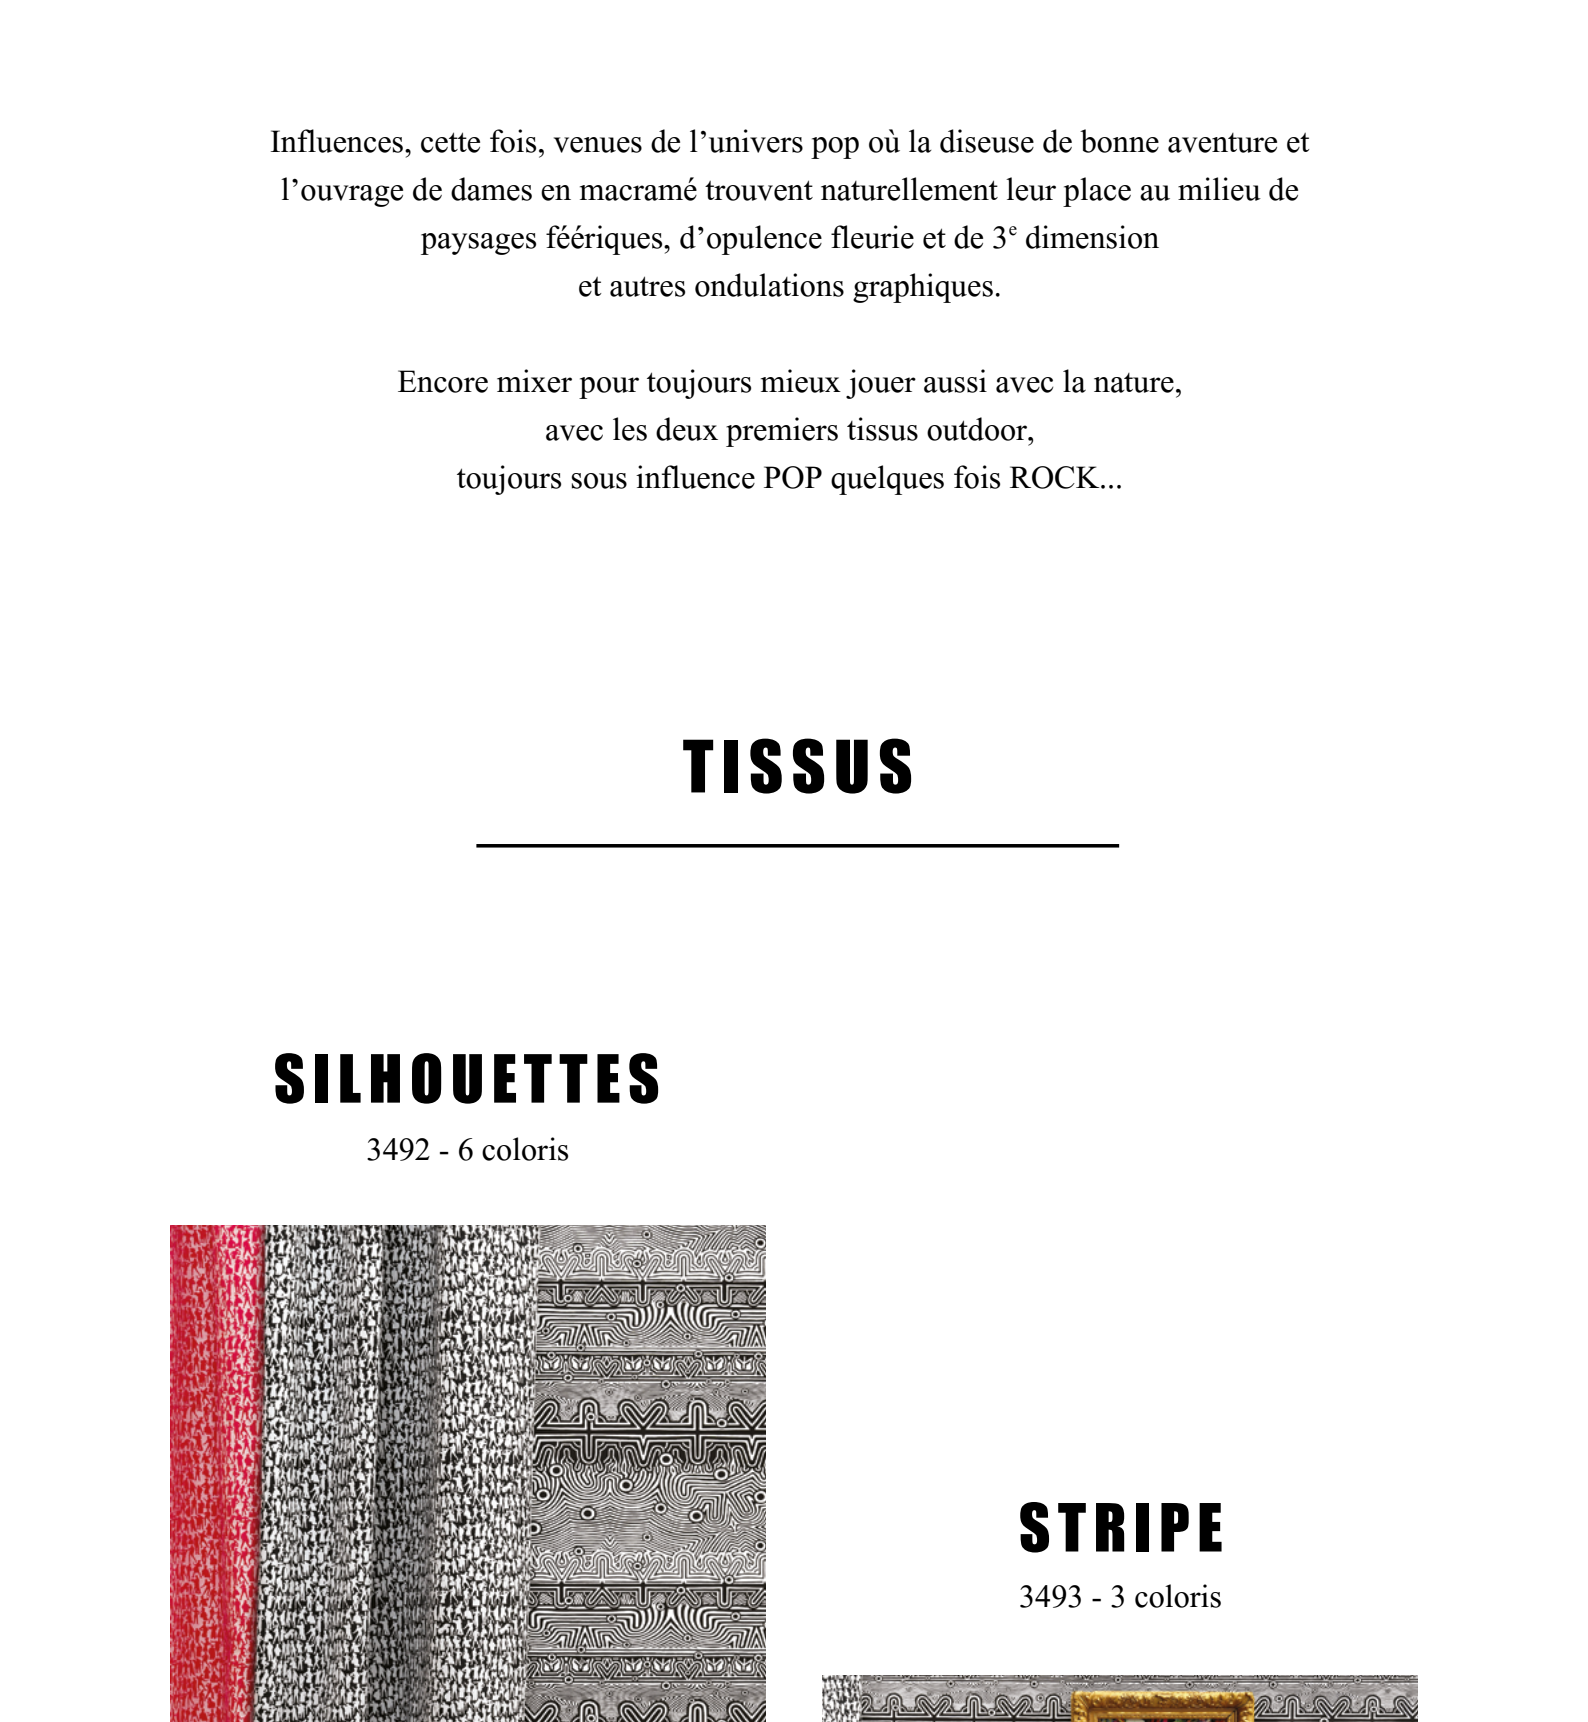 Influences, cette fois, venues de l’univers pop où la diseuse de bonne aventure et
l’ouvrage de dames en macramé trouvent naturellement leur place au milieu de
paysages féériques, d’opulence fleurie et de 3e dimension
et autres ondulations graphiques.
Encore mixer pour toujours mieux jouer aussi avec la nature,
avec les deux premiers tissus outdoor,
toujours sous influence POP quelques fois ROCK...
TISSUS
SILHOUETTES
3492 - 6 coloris
STRIPE
3493 - 3 coloris